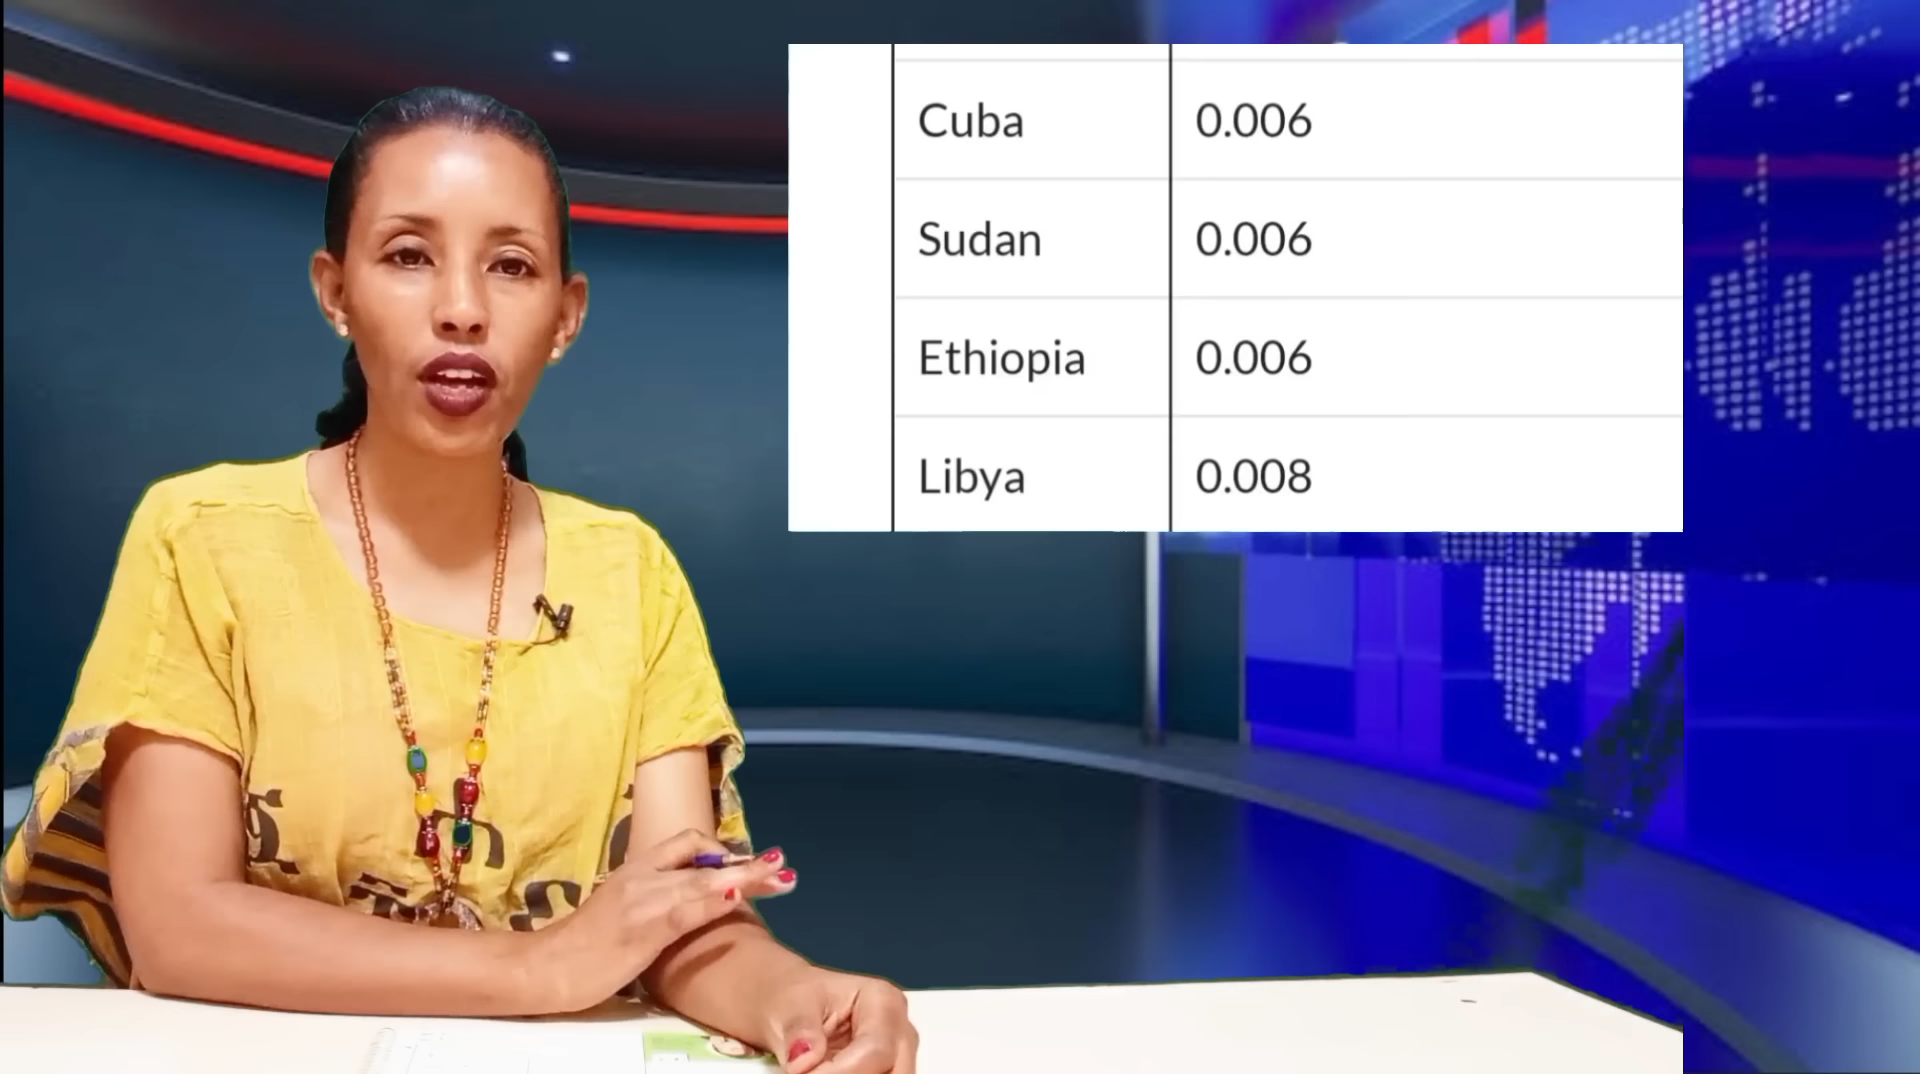 Cuba 0.006
Sudan 0.006
Ethiopia 0.006
Libya 0.008